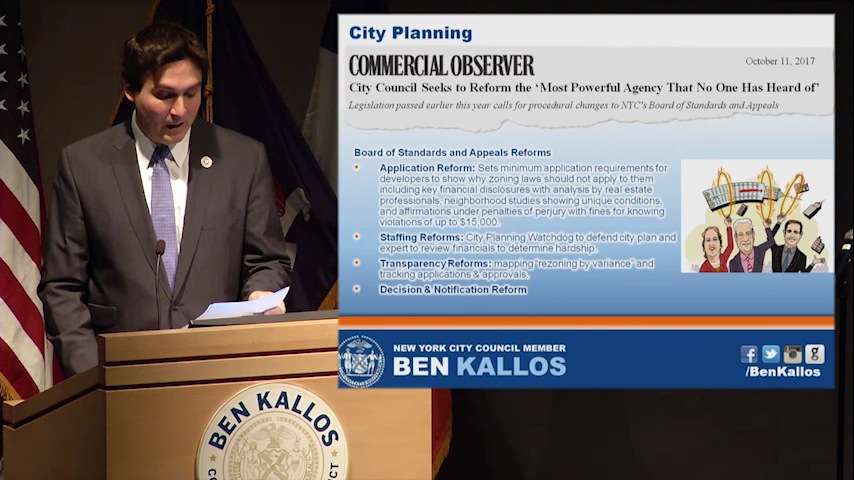 City Planning
COMMERCIAL OBSERVER
October 11, 2017
City Council Seeks to Reform the 'Most Powerful Agency That No One Has Heard of'
Legislation passed earlier this year calls for procedural changes to NYC's Board of Standards and Appeals
Board of Standards and Appeals Reforms
Application Reform: Sets minimum application requirements for
developers to show why zoning laws should not apply to them
including key financial disclosures with analysis by real estate
professionals, neighborhood studies showing unique conditions,
and affirmations under penalties of perjury with fines for knowing
violations of up to $15,000.
Staffing Reforms: City Planning Watchdog to defend city plan and
expert to review financials to determine hardship.
Transparency Reforms: mapping "rezoning by variance" and
tracking applications & approvals.
Decision & Notification Reform
NEW YORK CITY COUNCIL MEMBER
BEN KALLOS
/BenKallos
BEN KALLOS